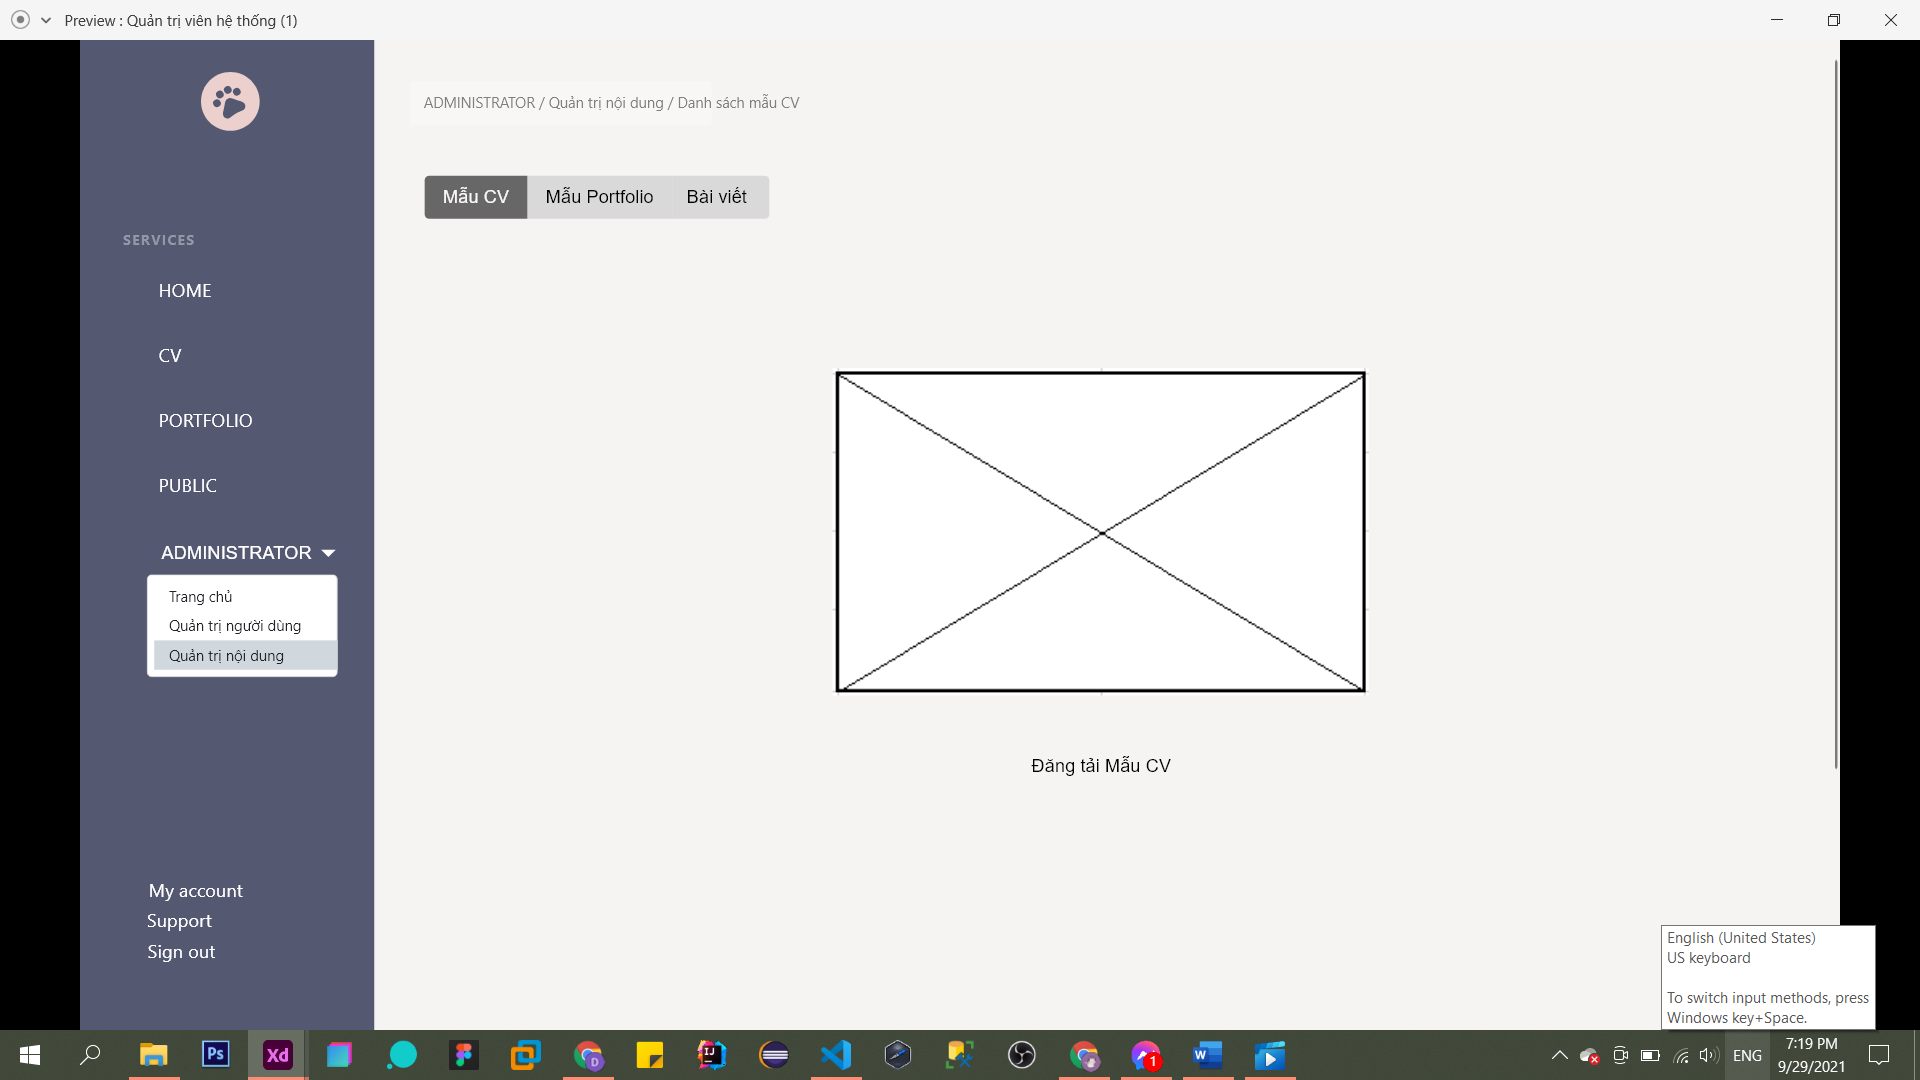 Preview : Quản trị viên hệ thống (1)
ADMINISTRATOR / Quản trị nội dung / Danh sách mẫu CV
Mẫu CV
Mẫu Portfolio
Bài viết
SERVICES
HOME
CV
PORTFOLIO
PUBLIC
ADMINISTRATOR
Trang chủ
Quản trị người dùng
Quản trị nội dung
Đăng tải Mẫu CV
My account
Support
Sign out
English (United States)
US keyboard
To switch input methods, press
Windows key+Space.
Ps
Xd
D
IJ
1
W
ENG
7:19 PM
9/29/2021